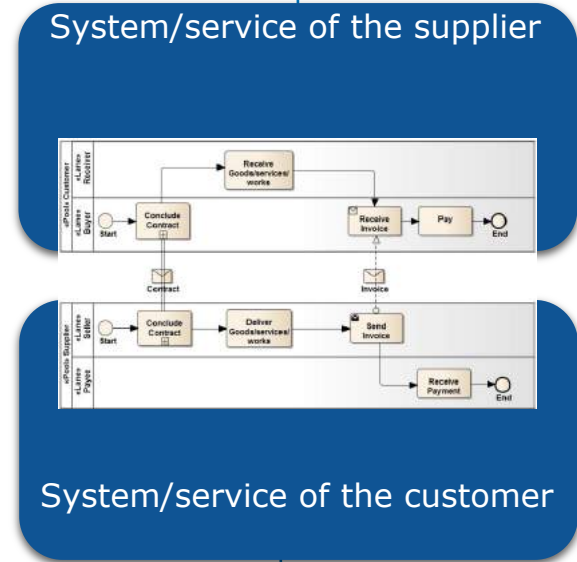 System/service of the supplier
«Pool» Customer
«Lane» Receiver
Receive
Goods/services/
works
«Lane» Buyer
Start
Conclude
Contract
Receive
Invoice
Pay
End
Contract
Invoice
«Pool» Supplier
«Lane» Seller
Start
Conclude
Contract
Deliver
Goods/services/
works
Send
Invoice
«Lane» Payee
Receive
Payment
End
System/service of the customer